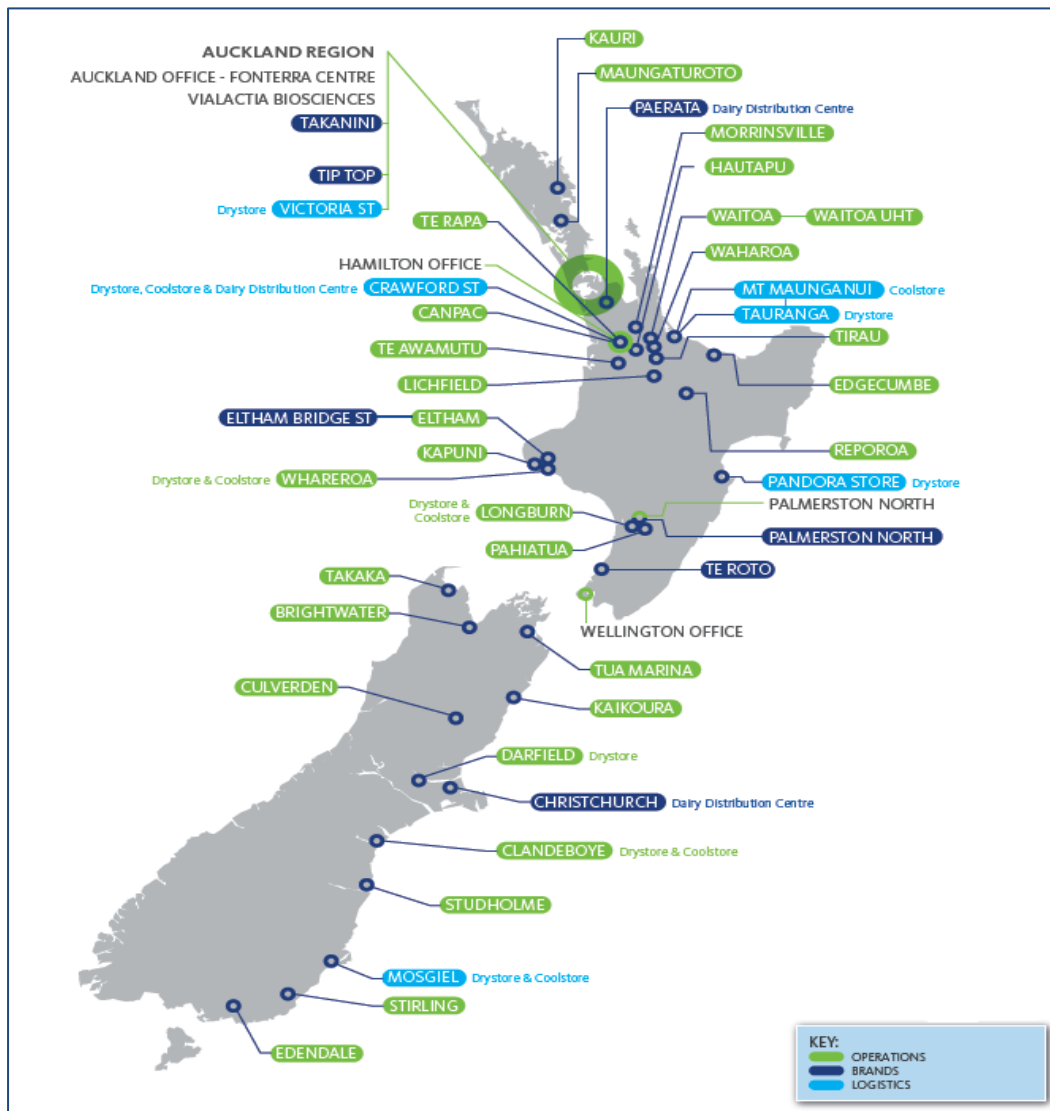 KAURI
AUCKLAND REGION
AUCKLAND OFFICE - FONTERRA CENTRE
VIALACTIA BIOSCIENCES
TAKANINI
TIP TOP
Drystore VICTORIA ST
MAUNGATUROTO
PAERATA Dairy Distribution Centre
MORRINSVILLE
HAUTAPU
TE RAPA
WAITOA WAITOA UHT
WAHAROA
HAMILTON OFFICE
Drystore, Coolstore & Dairy Distribution Centre CRAWFORD ST
MT MAUNGANUI Coolstore
TAURANGA Drystore
CANPAC
TIRAU
TE AWAMUTU
LICHFIELD
EDGECUMBE
ELTHAM BRIDGE ST ELTHAM
KAPUNI
REPOROA
Drystore & Coolstore WHAREROA
PANDORA STORE Drystore
PALMERSTON NORTH
Drystore &
Coolstore
LONGBURN
PALMERSTON NORTH
PAHIATUA
TE ROTO
TAKAKA
BRIGHTWATER
WELLINGTON OFFICE
TUA MARINA
CULVERDEN
KAIKOURA
DARFIELD Drystore
CHRISTCHURCH Dairy Distribution Centre
CLANDEBOYE Drystore & Coolstore
STUDHOLME
MOSGIEL Drystore & Coolstore
STIRLING
EDENDALE
KEY:
OPERATIONS
BRANDS
LOGISTICS